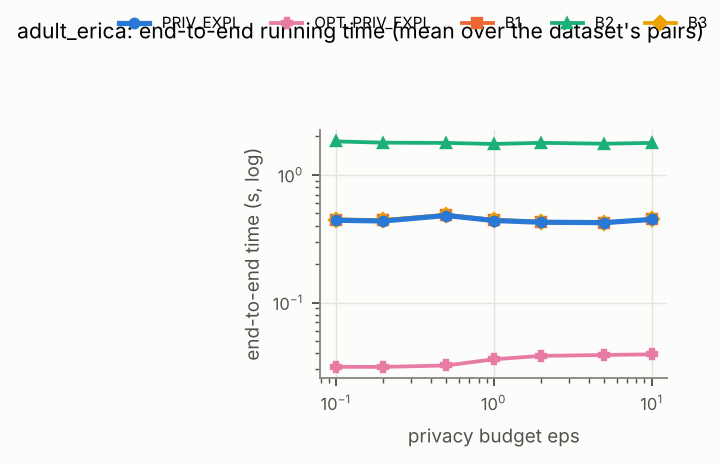 PRIV_EXPL OPT_PRIV_EXPL B1 B2 B3
adult_erica: end-to-end running time (mean over the dataset's pairs)
end-to-end time (s, log)
10⁰
10⁻¹
10⁻¹ 10⁰ 10¹
privacy budget eps